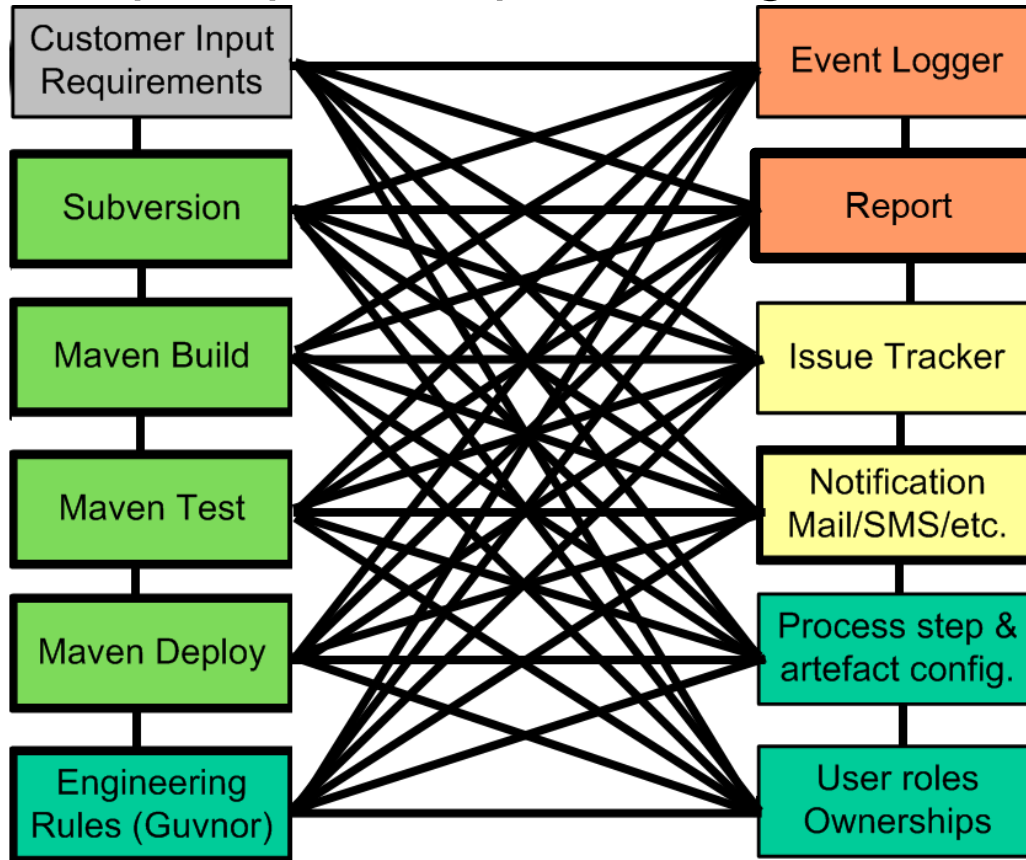 Customer Input
Requirements
Subversion
Maven Build
Maven Test
Maven Deploy
Engineering
Rules (Guvnor)
Event Logger
Report
Issue Tracker
Notification
Mail/SMS/etc.
Process step &
artefact config.
User roles
Ownerships